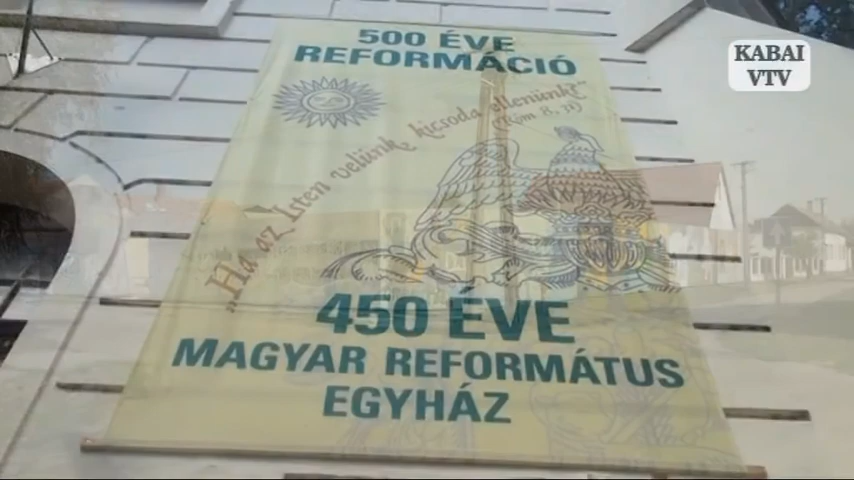 KABAI
VTV
500 ÉVE
REFORMÁCIÓ
„Ha az Isten velünk, kicsoda ellenünk?"
(Róm 8, 31)
450 ÉVE
MAGYAR REFORMÁTUS
EGYHÁZ